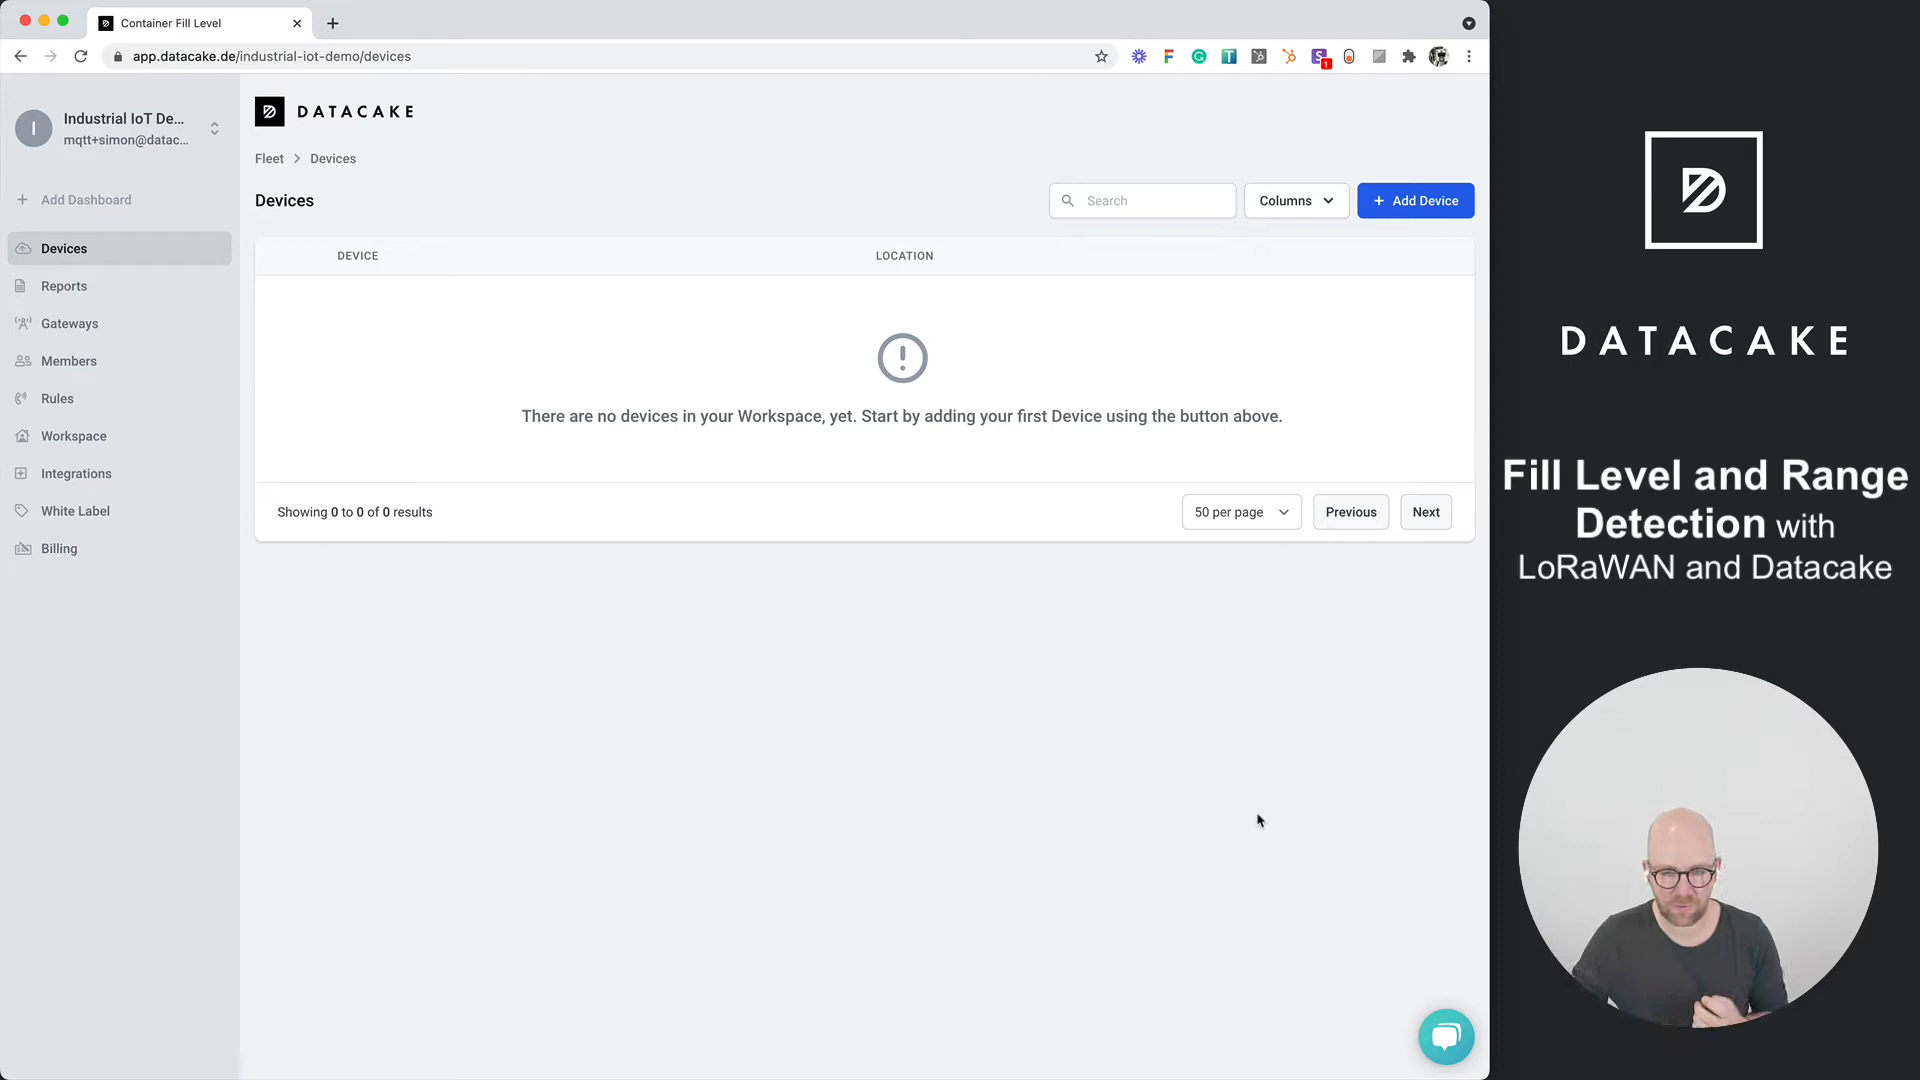 Container Fill Level
app.datacake.de/industrial-iot-demo/devices
1
I
Industrial IoT De...
mqtt+simon@datac...
Add Dashboard
Devices
Reports
Gateways
Members
Rules
Workspace
Integrations
White Label
Billing
DATACAKE
Fleet > Devices
Devices
Search
Columns
+ Add Device
DEVICE
LOCATION
There are no devices in your Workspace, yet. Start by adding your first Device using the button above.
Showing 0 to 0 of 0 results
50 per page
Previous
Next
DATACAKE
Fill Level and Range
Detection with
LoRaWAN and Datacake